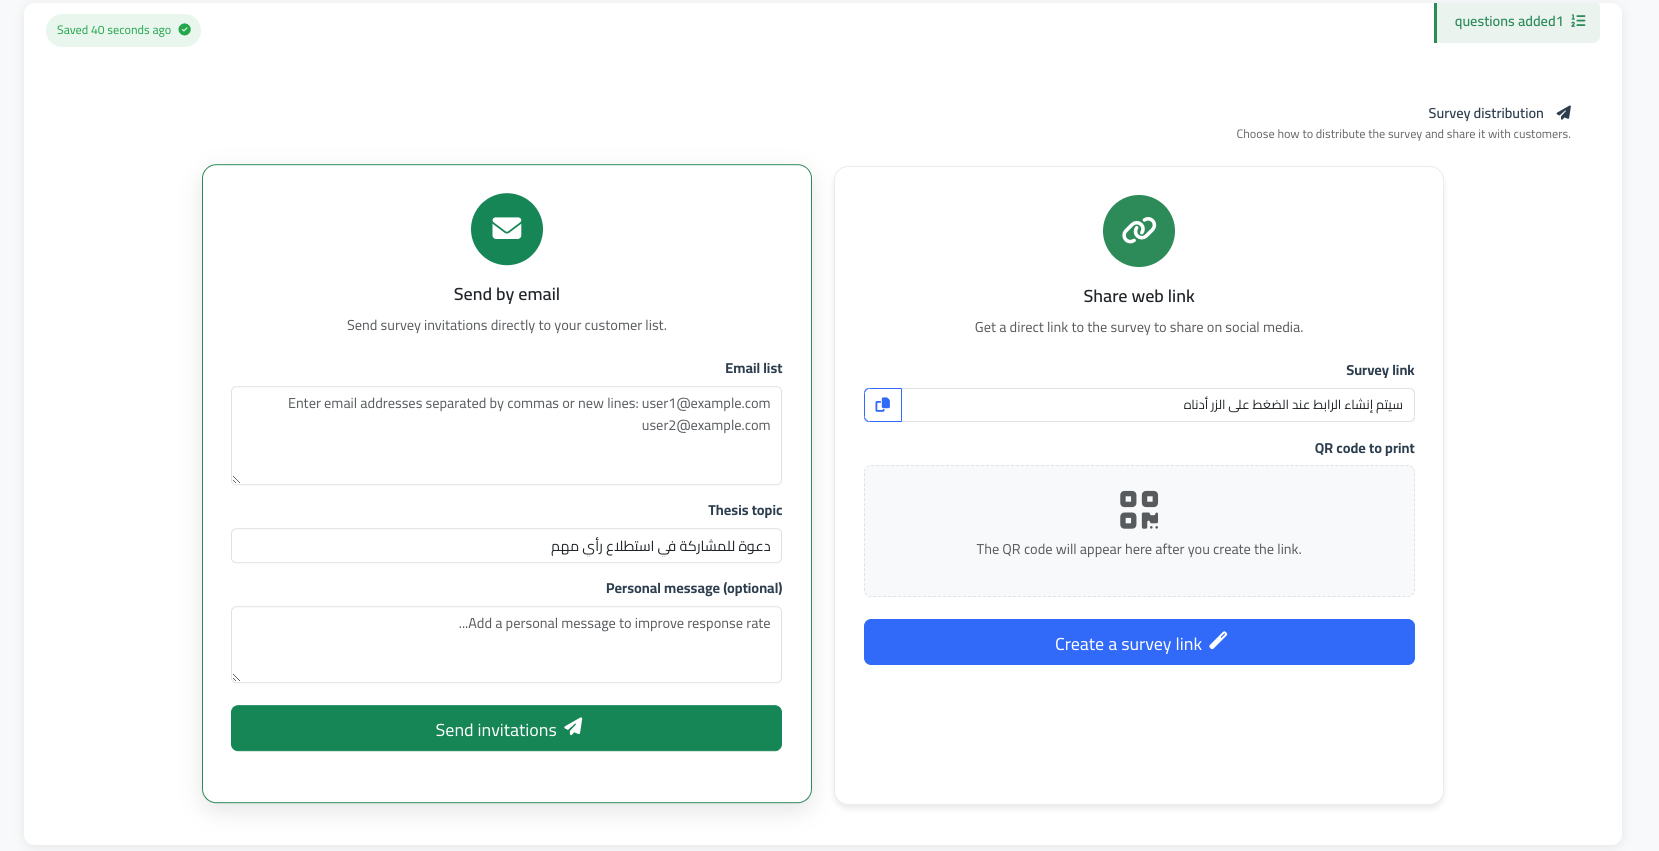 Saved 40 seconds ago
questions added1
Survey distribution
Choose how to distribute the survey and share it with customers.
Send by email
Send survey invitations directly to your customer list.
Email list
Enter email addresses separated by commas or new lines: user1@example.com
user2@example.com
Thesis topic
دعوة للمشاركة في استطلاع رأي مهم
Personal message (optional)
...Add a personal message to improve response rate
Send invitations
Share web link
Get a direct link to the survey to share on social media.
Survey link
سيتم إنشاء الرابط عند الضغط على الزر أدناه
QR code to print
The QR code will appear here after you create the link.
Create a survey link